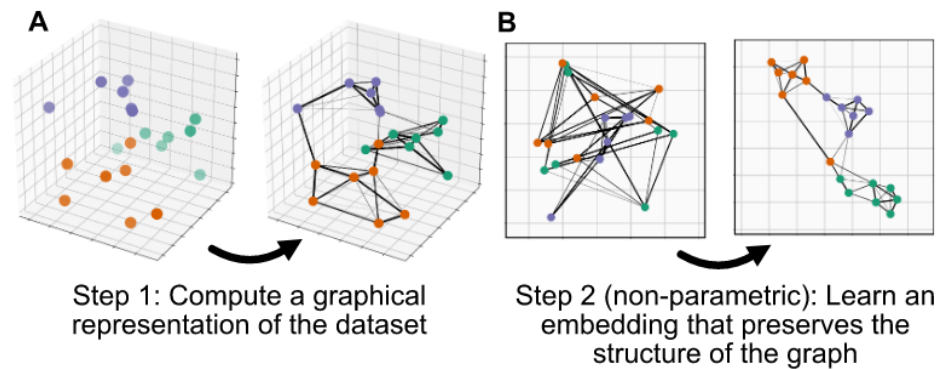 A
B
Step 1: Compute a graphical
representation of the dataset
Step 2 (non-parametric): Learn an
embedding that preserves the
structure of the graph